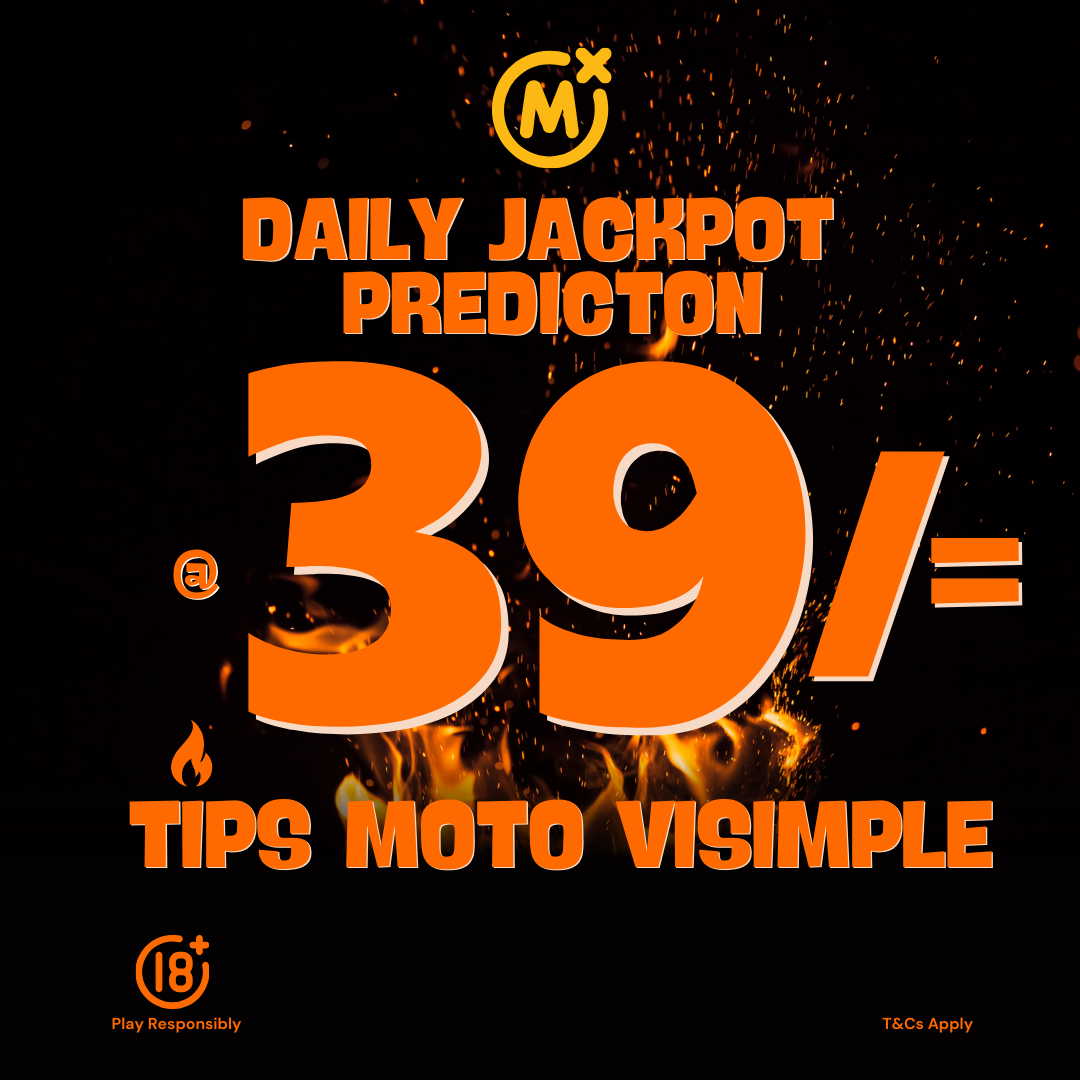 M x
DAILY JACKPOT
PREDICTON
@ 39/=
TIPS MOTO VISIMPLE
18+
Play Responsibly
T&Cs Apply